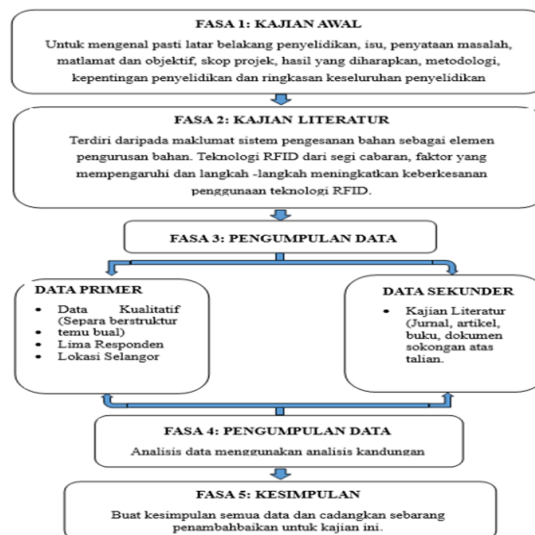 FASA 1: KAJIAN AWAL
Untuk mengenal pasti latar belakang penyelidikan, isu, penyataan masalah,
matlamat dan objektif, skop projek, hasil yang diharapkan, metodologi,
kepentingan penyelidikan dan ringkasan keseluruhan penyelidikan
FASA 2: KAJIAN LITERATUR
Terdiri daripada maklumat sistem pengesanan bahan sebagai elemen
pengurusan bahan. Teknologi RFID dari segi cabaran, faktor yang
mempengaruhi dan langkah -langkah meningkatkan keberkesanan
penggunaan teknologi RFID.
FASA 3: PENGUMPULAN DATA
DATA PRIMER
• Data Kualitatif
(Separa berstruktur
• temu bual)
• Lima Responden
• Lokasi Selangor
DATA SEKUNDER
• Kajian Literatur
(Jurnal, artikel,
buku, dokumen
sokongan atas
talian.
FASA 4: PENGUMPULAN DATA
Analisis data menggunakan analisis kandungan
FASA 5: KESIMPULAN
Buat kesimpulan semua data dan cadangkan sebarang
penambahbaikan untuk kajian ini.